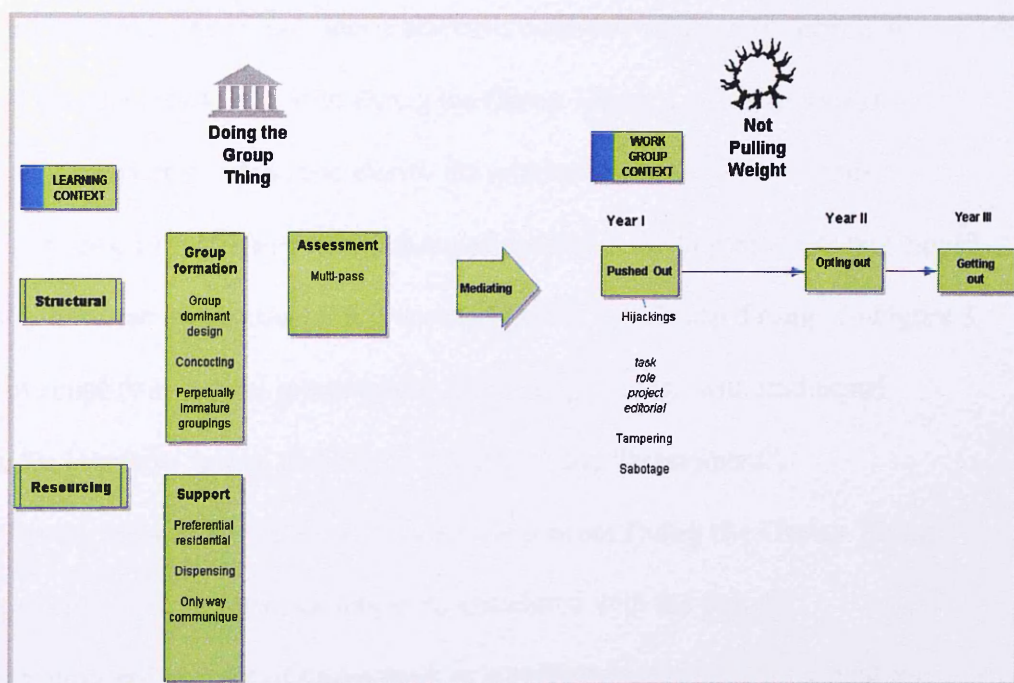 Doing the
Group
Thing
Not
Pulling
Weight
LEARNING
CONTEXT
WORK
GROUP
CONTEXT
Structural
Resourcing
Group
formation
Group
dominant
design
Concocting
Perpetually
immature
groupings
Assessment
Multi-pass
Support
Preferential
residential
Dispensing
Only way
communique
Mediating
Year I
Pushed Out
Hijackings
task
role
project
editorial
Tampering
Sabotage
Year II
Opting out
Year III
Getting
out